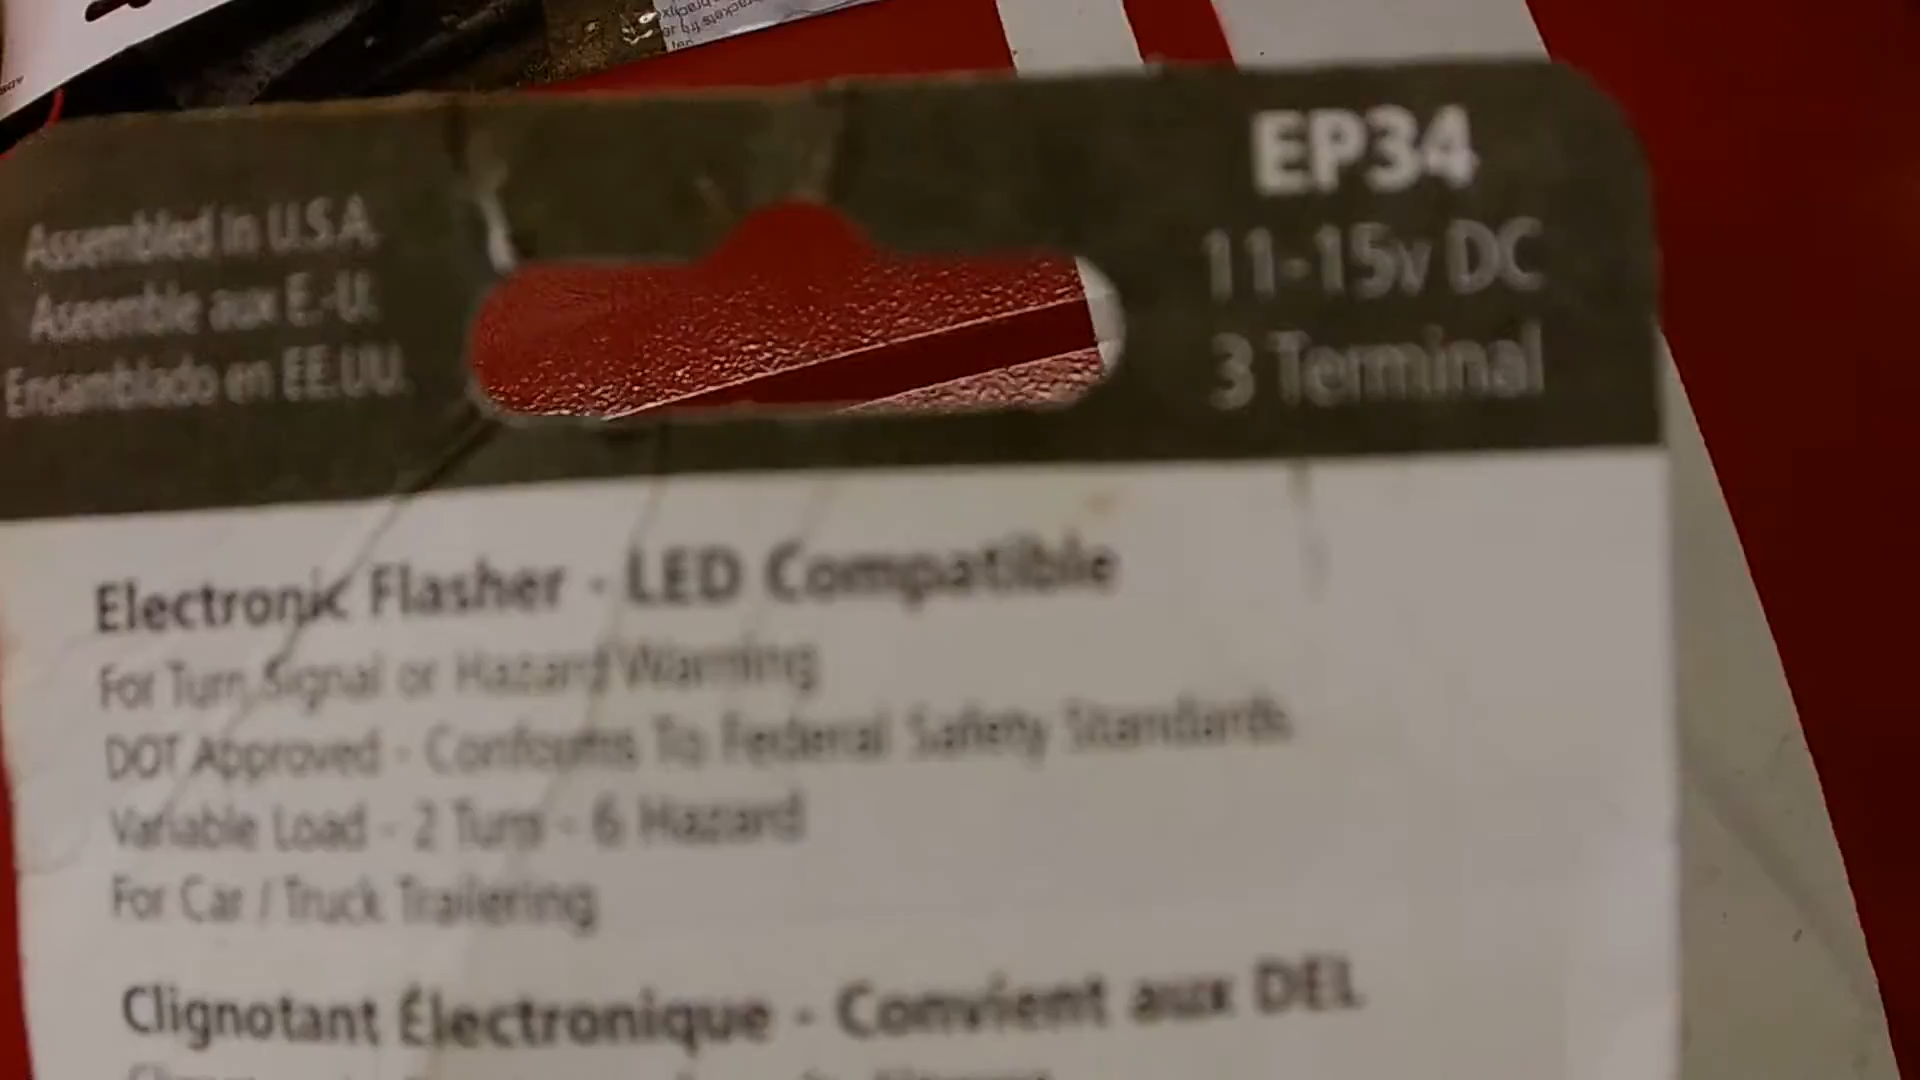 Assembled in U.S.A.
Aseemble aux E.-U.
Ensamblado en EE.UU.
EP34
11-15v DC
3 Terminal
Electronic Flasher - LED Compatible
For Turn Signal or Hazard Warning
DOT Approved - Conforms To Federal Safety Standards
Variable Load - 2 Turn - 6 Hazard
For Car / Truck Trailering
Clignotant Électronique - Convient aux DEL